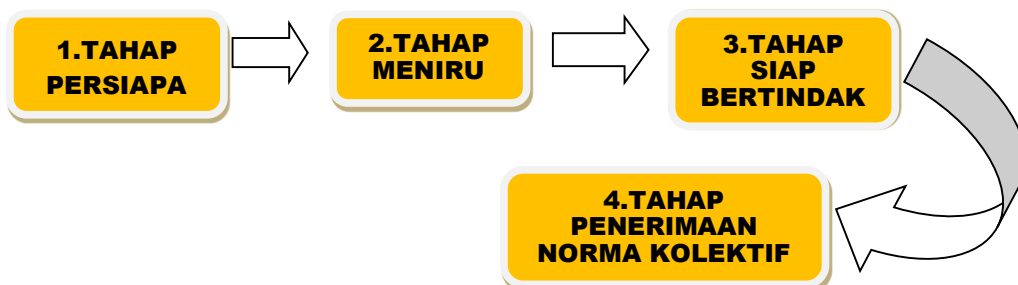 1.TAHAP
PERSIAPA
2.TAHAP
MENIRU
3.TAHAP
SIAP
BERTINDAK
4.TAHAP
PENERIMAAN
NORMA KOLEKTIF